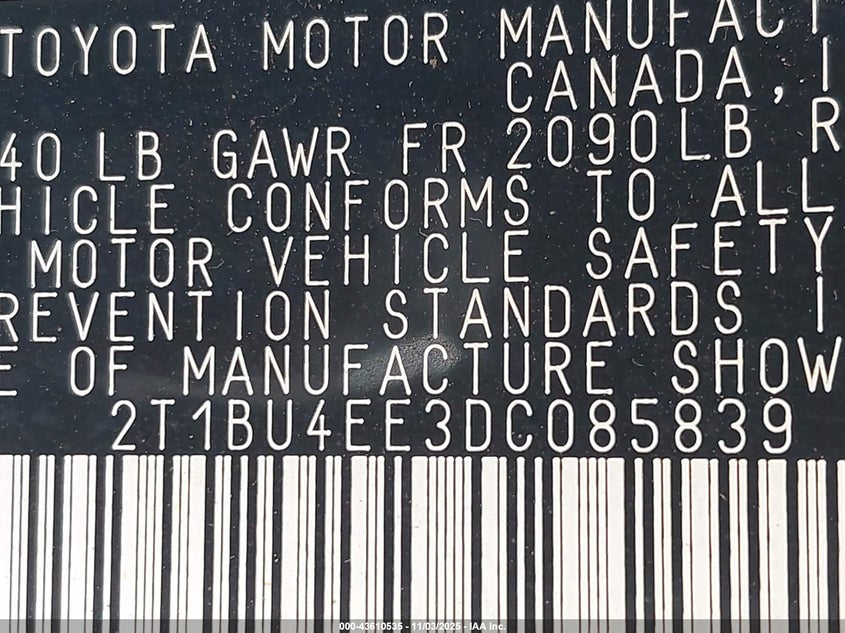 TOYOTA MOTOR MANUFACT
CANADA, I
40 LB GAWR FR 2090LB R
HICLE CONFORMS TO ALL
MOTOR VEHICLE SAFETY
REVENTION STANDARDS I
E OF MANUFACTURE SHOW
2T1BU4EE3DC085839
000-43610535 - 11/03/2025 - IAA Inc.